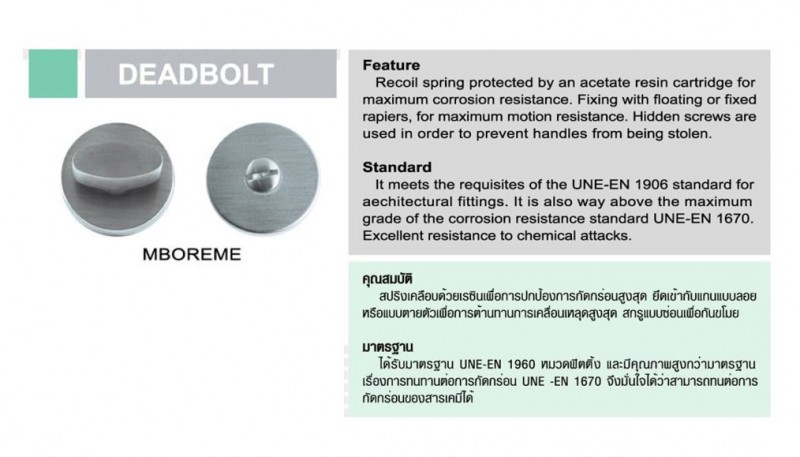 DEADBOLT
MBOREME
Feature
Recoil spring protected by an acetate resin cartridge for
maximum corrosion resistance. Fixing with floating or fixed
rapiers, for maximum motion resistance. Hidden screws are
used in order to prevent handles from being stolen.
Standard
It meets the requisites of the UNE-EN 1906 standard for
aechitectural fittings. It is also way above the maximum
grade of the corrosion resistance standard UNE-EN 1670.
Excellent resistance to chemical attacks.
คุณสมบัติ
สปริงเคลือบด้วยเรซินเพื่อการปกป้องการกัดกร่อนสูงสุด ยึดเข้ากับแกนแบบลอย
หรือแบบตายตัวเพื่อการต้านทานการเคลื่อนเหลุดสูงสุด สกรูแบบซ่อนเพื่อกันขโมย
มาตรฐาน
ได้รับมาตรฐาน UNE-EN 1960 หมวดฟิตติ้ง และมีคุณภาพสูงกว่ามาตรฐาน
เรื่องการทนทานต่อการกัดกร่อน UNE -EN 1670 จึงมั่นใจได้ว่าสามารถทนต่อการ
กัดกร่อนของสารเคมีได้